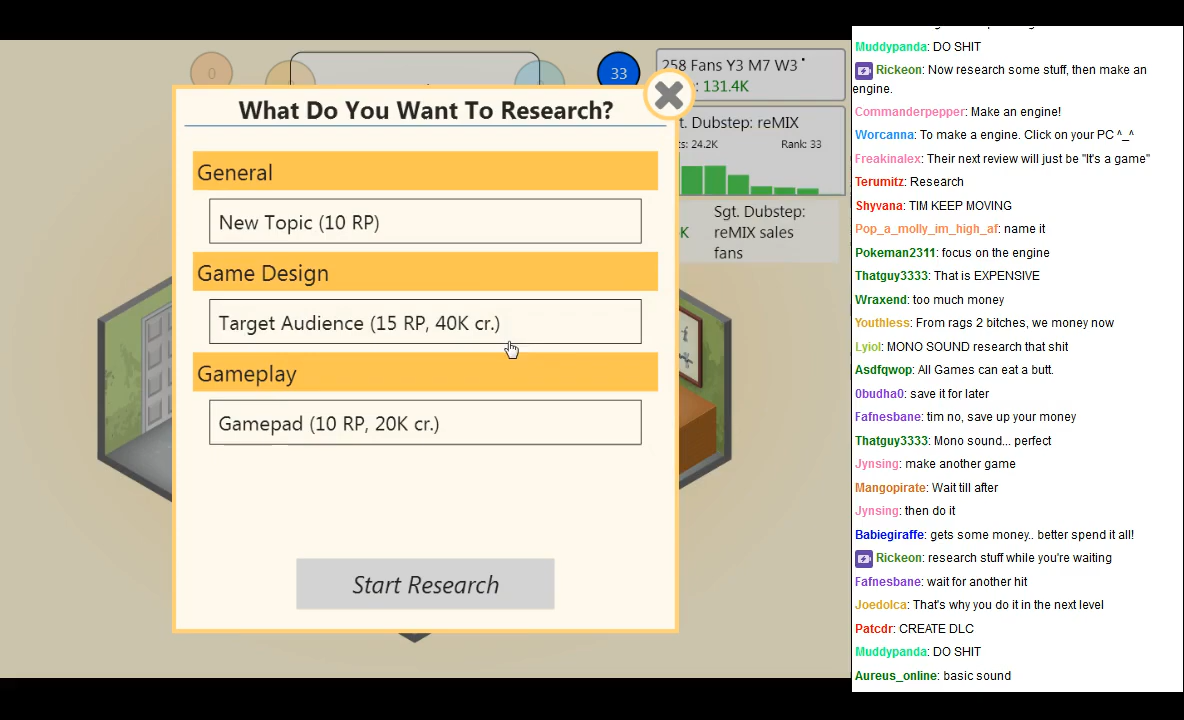 0
33
258 Fans Y3 M7 W3
: 131.4K
What Do You Want To Research?
t. Dubstep: reMIX
ts: 24.2K
Rank: 33
General
New Topic (10 RP)
K
Sgt. Dubstep:
reMIX sales
fans
Game Design
Target Audience (15 RP, 40K cr.)
Gameplay
Gamepad (10 RP, 20K cr.)
Start Research
Muddypanda: DO SHIT
Rickeon: Now research some stuff, then make an
engine.
Commanderpepper: Make an engine!
Worcanna: To make a engine. Click on your PC ^_^
Freakinalex: Their next review will just be "It's a game"
Terumitz: Research
Shyvana: TIM KEEP MOVING
Pop_a_molly_im_high_af: name it
Pokeman2311: focus on the engine
Thatguy3333: That is EXPENSIVE
Wraxend: too much money
Youthless: From rags 2 bitches, we money now
Lyiol: MONO SOUND research that shit
Asdfqwop: All Games can eat a butt.
0budha0: save it for later
Fafnesbane: tim no, save up your money
Thatguy3333: Mono sound... perfect
Jynsing: make another game
Mangopirate: Wait till after
Jynsing: then do it
Babiegiraffe: gets some money.. better spend it all!
Rickeon: research stuff while you're waiting
Fafnesbane: wait for another hit
Joedolca: That's why you do it in the next level
Patcdr: CREATE DLC
Muddypanda: DO SHIT
Aureus_online: basic sound